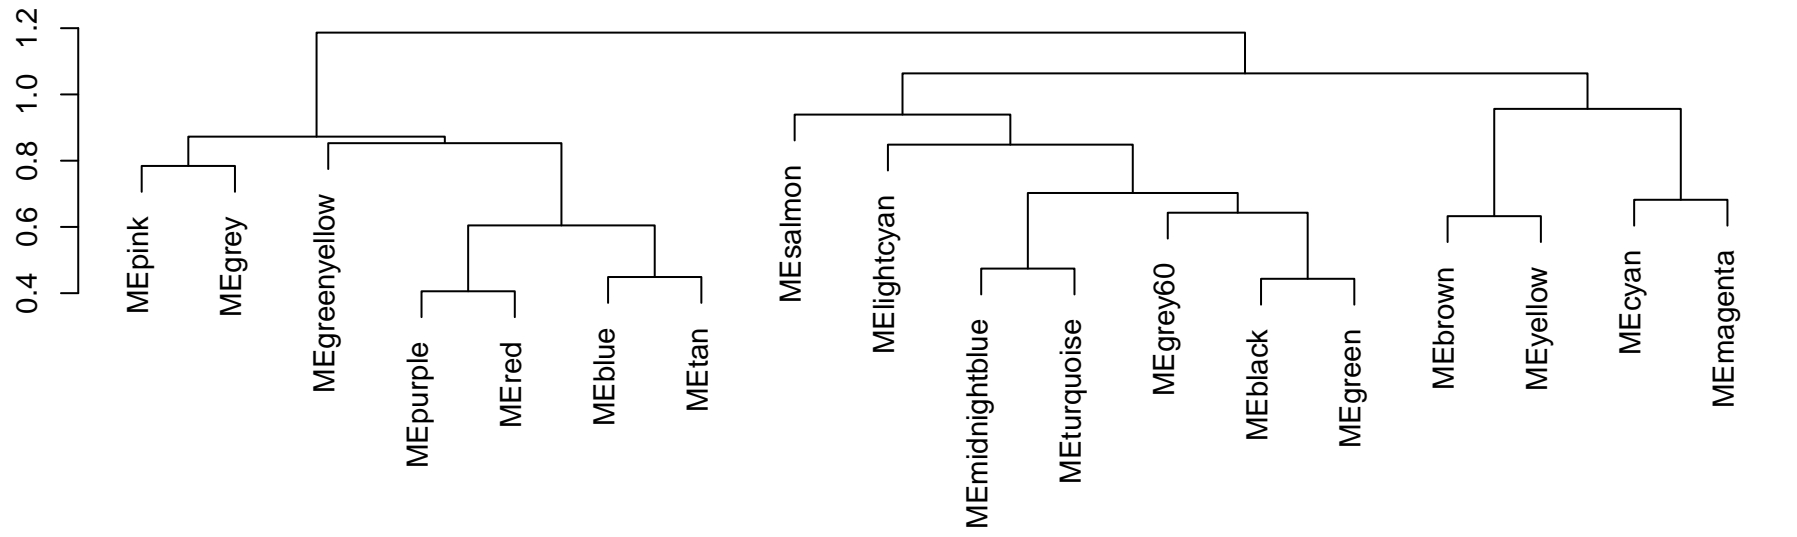 1.2
1.0
0.8
0.6
0.4
MEpink
MEgrey
MEgreenyellow
MEpurple
MEred
MEblue
MEtan
MEsalmon
MElightcyan
MEmidnightblue
MEturquoise
MEgrey60
MEblack
MEgreen
MEbrown
MEyellow
MEcyan
MEmagenta